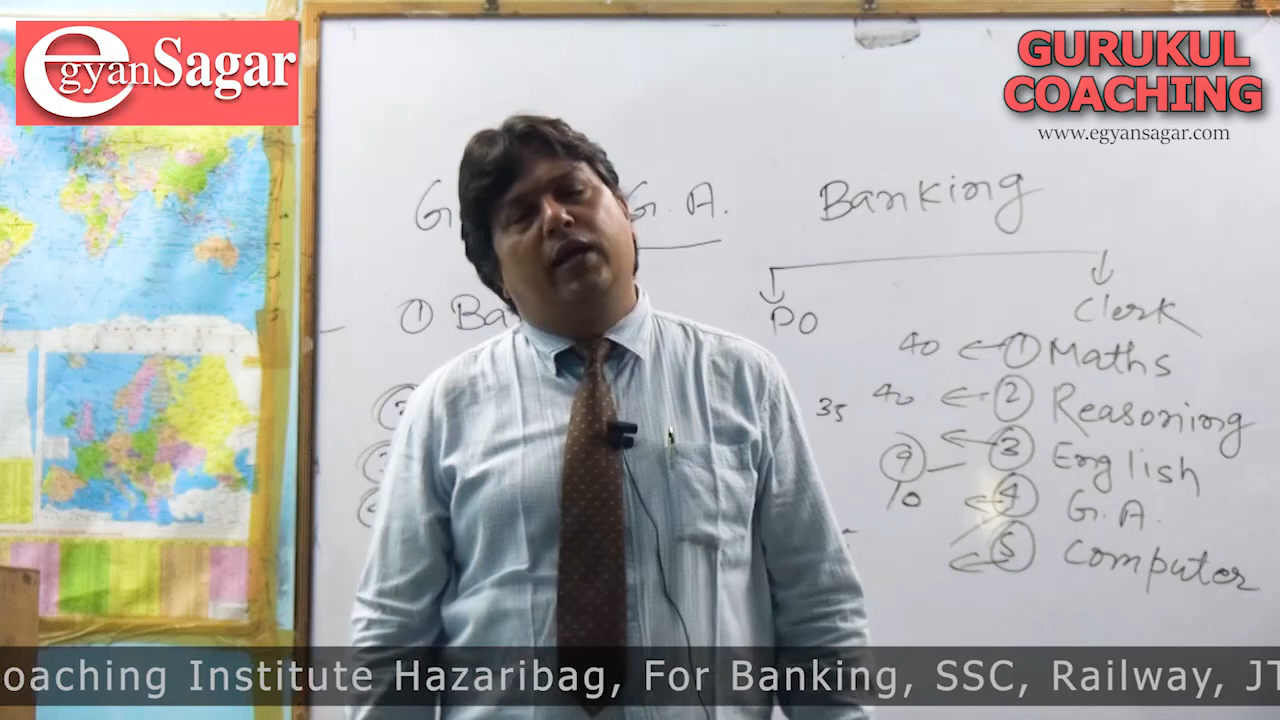 egyanSagar
GURUKUL
COACHING
www.egyansagar.com
G. A. Banking
PO Clerk
40 ① Maths
35 40 ② Reasoning
⑨ ③ English
10 ④ G. A.
⑤ Computer
①
oaching Institute Hazaribag, For Banking, SSC, Railway, JT